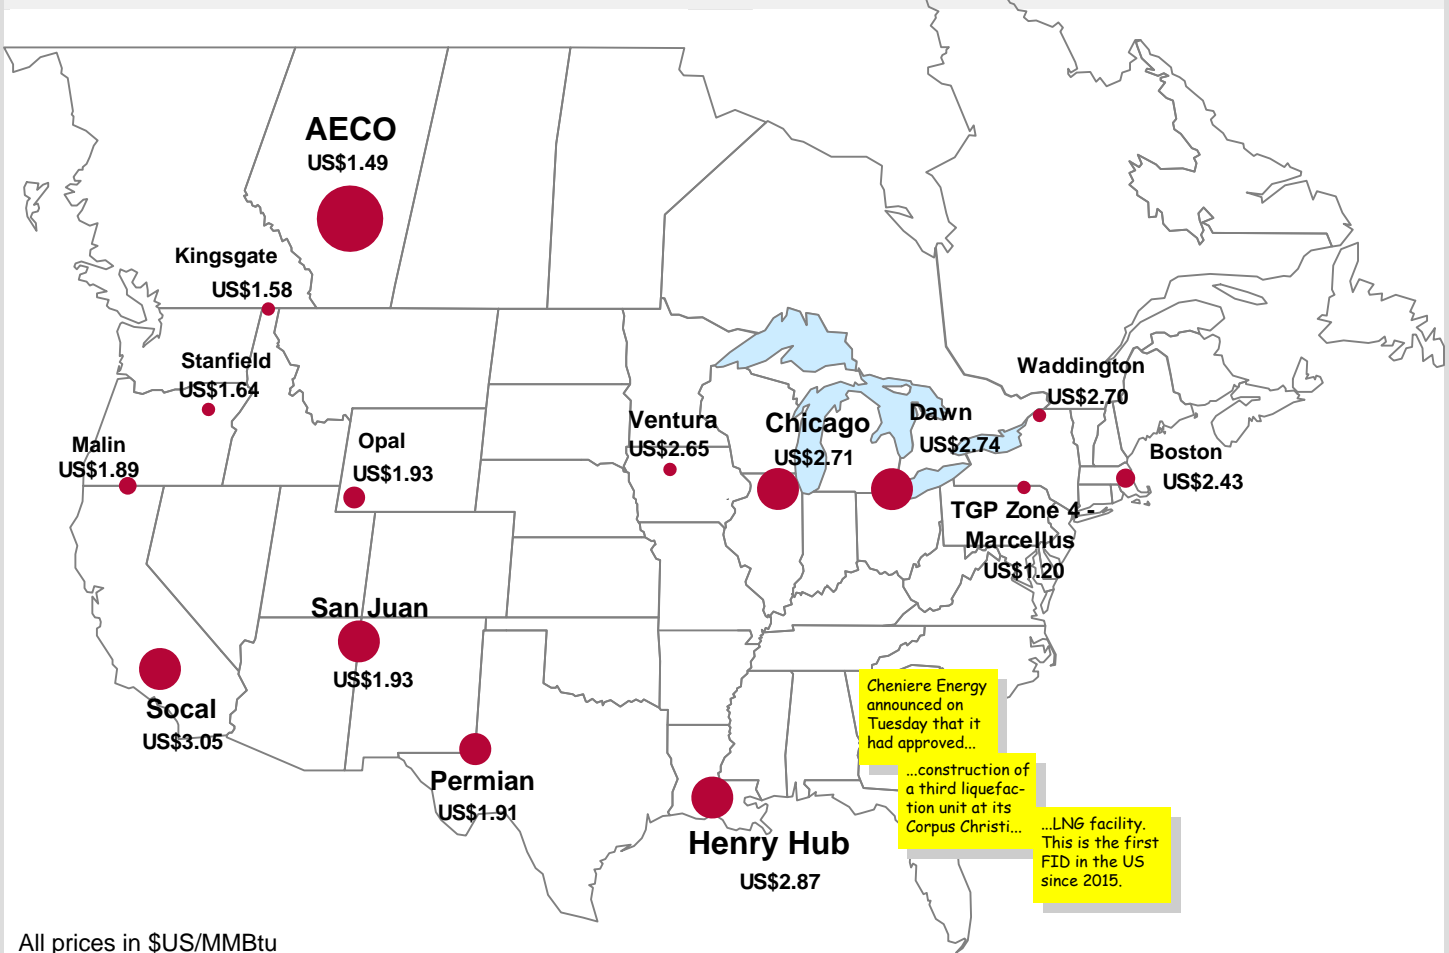 AECO
US$1.49
Kingsgate
US$1.58
Stanfield
US$1.64
Malin
US$1.89
Opal
US$1.93
Ventura
US$2.65
Chicago
US$2.71
Dawn
US$2.74
Waddington
US$2.70
Boston
US$2.43
TGP Zone 4 -
Marcellus
US$1.20
San Juan
US$1.93
Socal
US$3.05
Permian
US$1.91
Henry Hub
US$2.87
Cheniere Energy
announced on
Tuesday that it
had approved...
...construction of
a third liquefac-
tion unit at its
Corpus Christi...
...LNG facility.
This is the first
FID in the US
since 2015.
All prices in $US/MMBtu